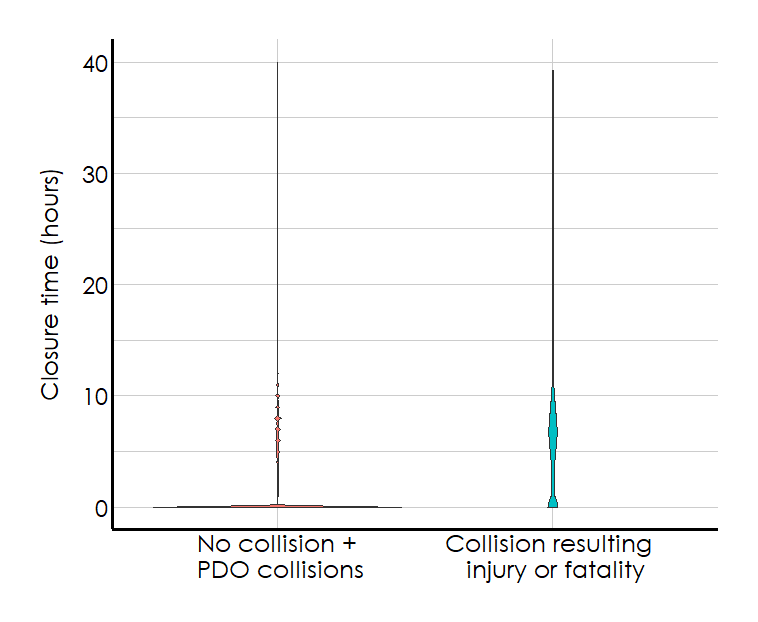 40
30
20
10
0
Closure time (hours)
No collision +
PDO collisions
Collision resulting
injury or fatality